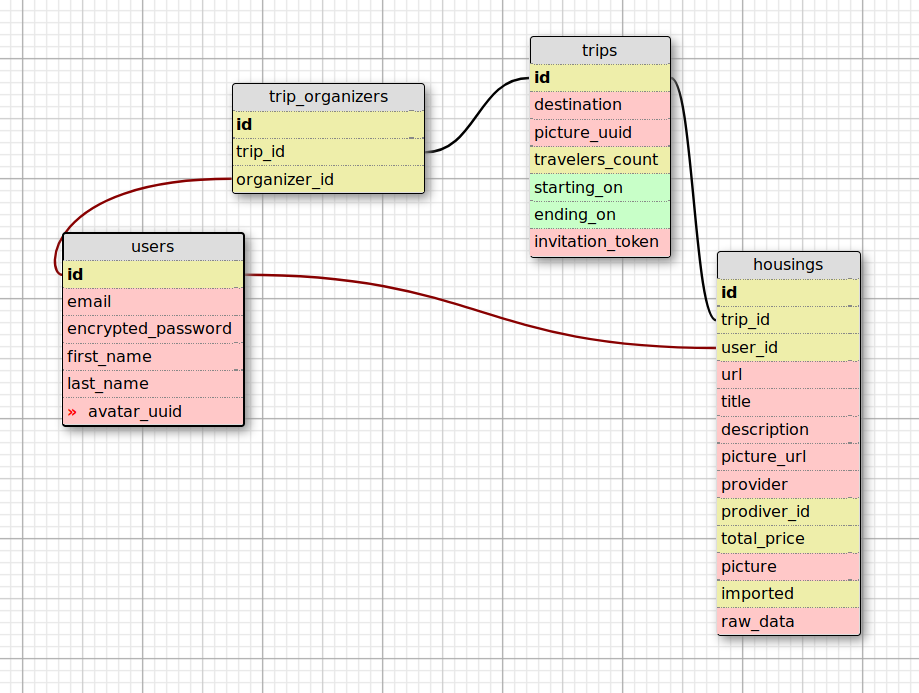 trip_organizers
id
trip_id
organizer_id
trips
id
destination
picture_uuid
travelers_count
starting_on
ending_on
invitation_token
users
id
email
encrypted_password
first_name
last_name
» avatar_uuid
housings
id
trip_id
user_id
url
title
description
picture_url
provider
prodiver_id
total_price
picture
imported
raw_data